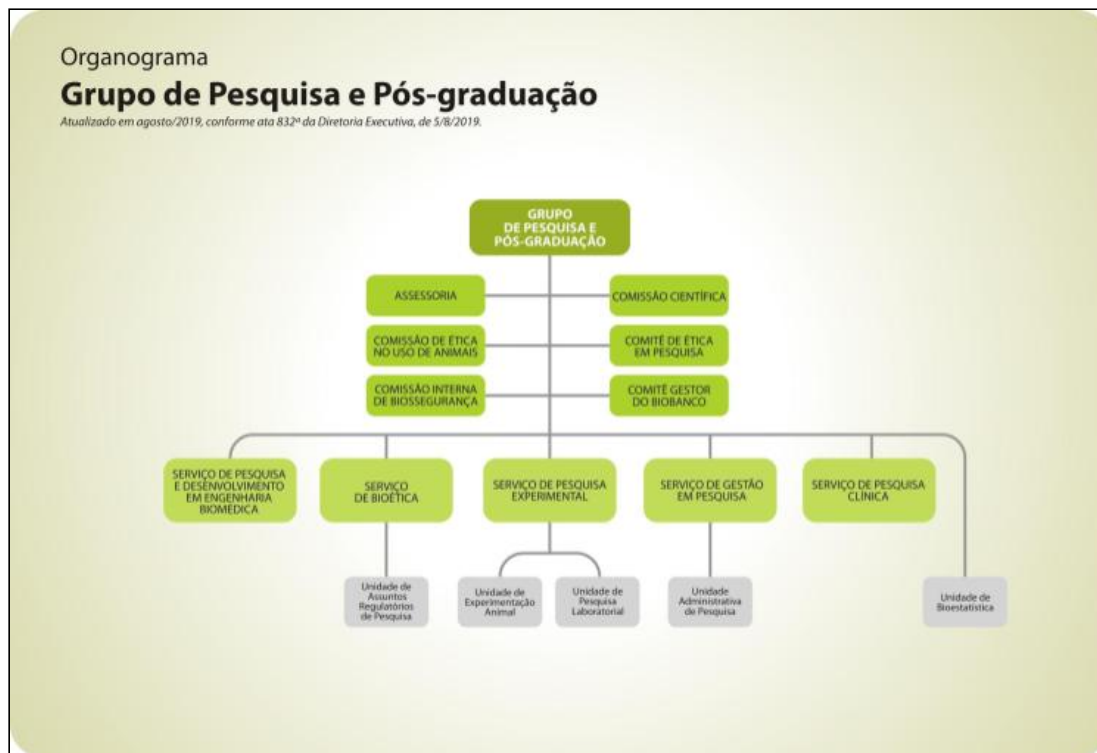 Organograma
Grupo de Pesquisa e Pós-graduação
Atualizado em agosto/2019, conforme ata 832ª da Diretoria Executiva, de 5/8/2019.
GRUPO
DE PESQUISA E
PÓS-GRADUAÇÃO
ASSESSORIA
COMISSÃO CIENTÍFICA
COMISSÃO DE ÉTICA
NO USO DE ANIMAIS
COMITÊ DE ÉTICA
EM PESQUISA
COMISSÃO INTERNA
DE BIOSSEGURANÇA
COMITÊ GESTOR
DO BIOBANCO
SERVIÇO DE PESQUISA
E DESENVOLVIMENTO
EM ENGENHARIA
BIOMÉDICA
SERVIÇO
DE BIOÉTICA
SERVIÇO DE PESQUISA
EXPERIMENTAL
SERVIÇO DE GESTÃO
EM PESQUISA
SERVIÇO DE PESQUISA
CLÍNICA
Unidade de
Assuntos
Regulatórios
de Pesquisa
Unidade de
Experimentação
Animal
Unidade de
Pesquisa
Laboratorial
Unidade
Administrativa
de Pesquisa
Unidade de
Bioestatística